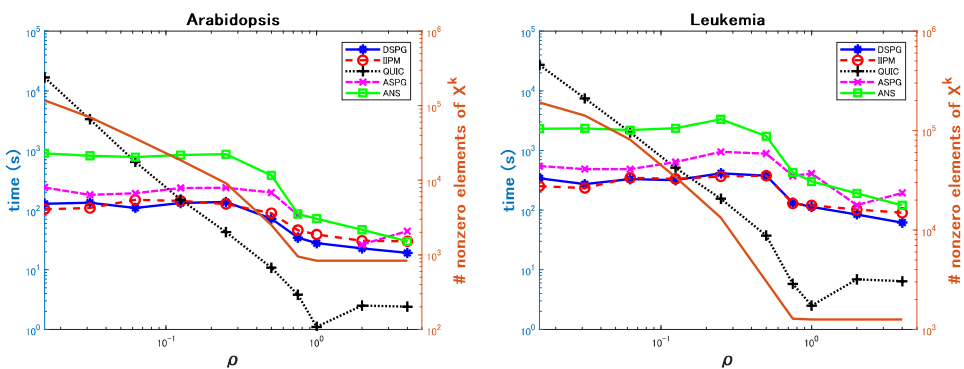 Arabidopsis
10^5
10^4
10^3
10^2
10^1
10^0
time (s)
10^-1
10^0
ρ
10^6
10^5
10^4
10^3
10^2
# nonzero elements of X^k
DSPG
IIPM
QUIC
ASPG
ANS
Leukemia
10^5
10^4
10^3
10^2
10^1
10^0
time (s)
10^-1
10^0
ρ
10^6
10^5
10^4
10^3
# nonzero elements of X^k
DSPG
IIPM
QUIC
ASPG
ANS